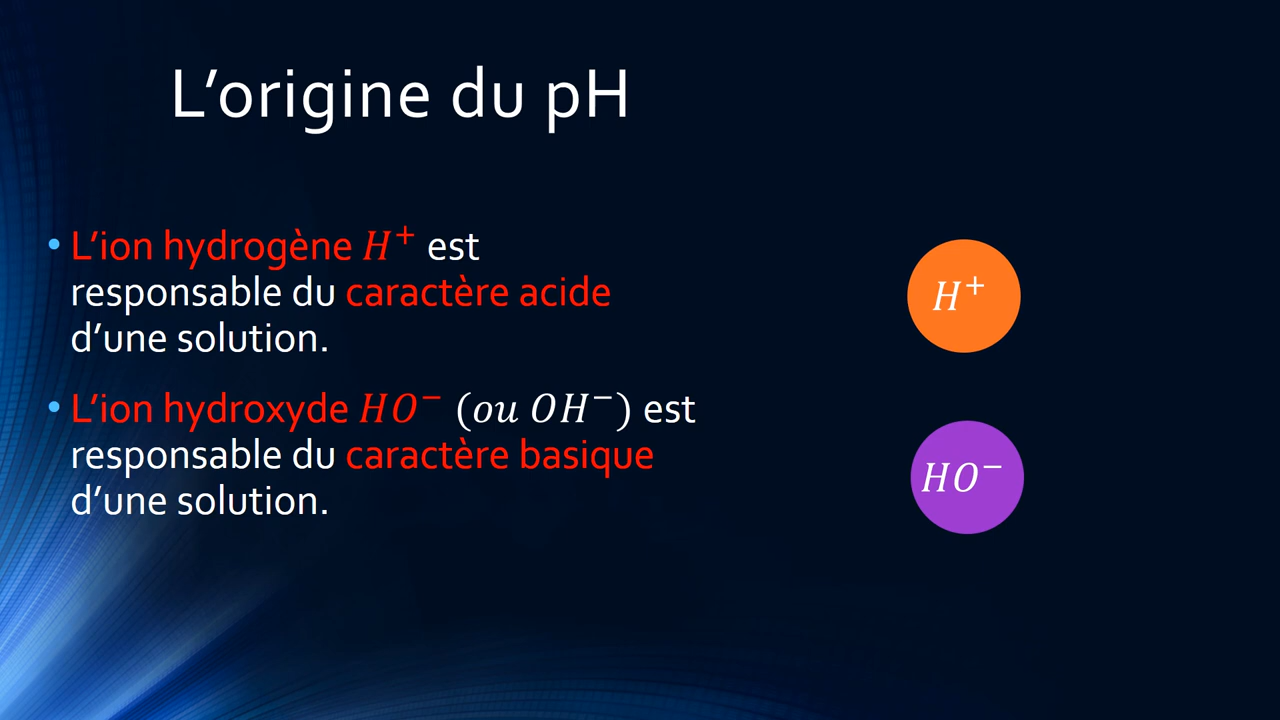 L’origine du pH
• L’ion hydrogène H⁺ est
responsable du caractère acide
d’une solution.
• L’ion hydroxyde HO⁻ (ou OH⁻) est
responsable du caractère basique
d’une solution.
H⁺
HO⁻